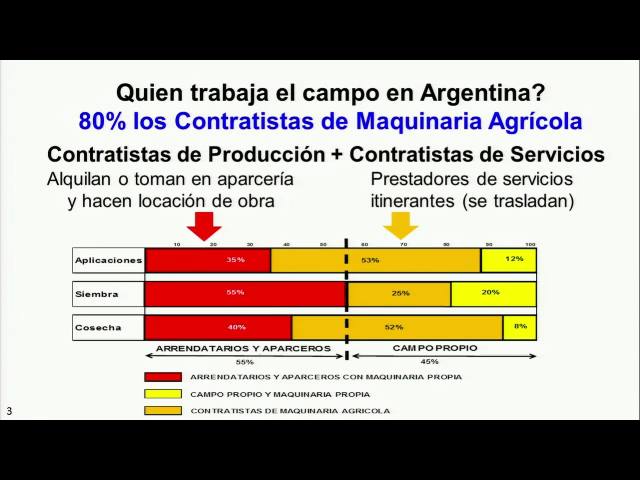 Quien trabaja el campo en Argentina?
80% los Contratistas de Maquinaria Agrícola
Contratistas de Producción + Contratistas de Servicios
Alquilan o toman en aparcería
y hacen locación de obra
Prestadores de servicios
itinerantes (se trasladan)
10 20 30 40 50 60 70 80 90 100
Aplicaciones 35% 53% 12%
Siembra 55% 25% 20%
Cosecha 40% 52% 8%
ARRENDATARIOS Y APARCEROS CAMPO PROPIO
55% 45%
ARRENDATARIOS Y APARCEROS CON MAQUINARIA PROPIA
CAMPO PROPIO Y MAQUINARIA PROPIA
CONTRATISTAS DE MAQUINARIA AGRICOLA
3